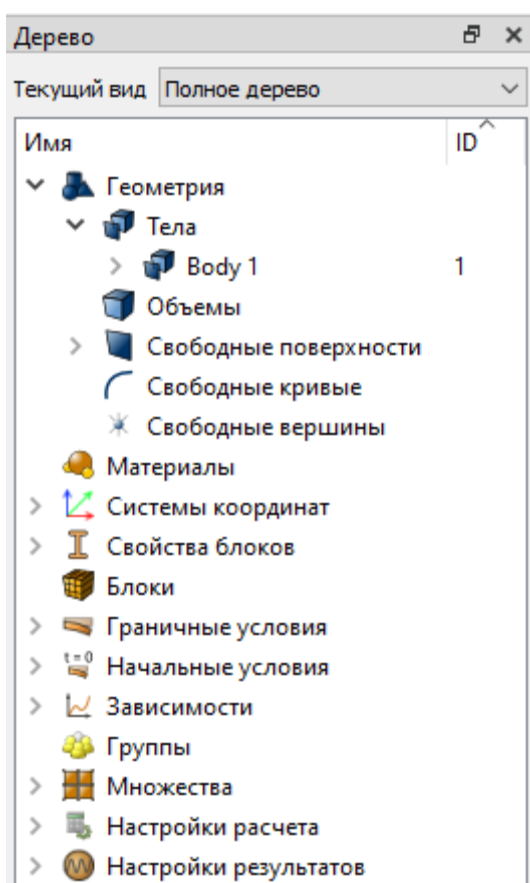 Дерево
Текущий вид Полное дерево
Имя ID
Геометрия
Тела
Body 1 1
Объемы
Свободные поверхности
Свободные кривые
Свободные вершины
Материалы
Системы координат
Свойства блоков
Блоки
Граничные условия
t = 0 Начальные условия
Зависимости
Группы
Множества
Настройки расчета
Настройки результатов